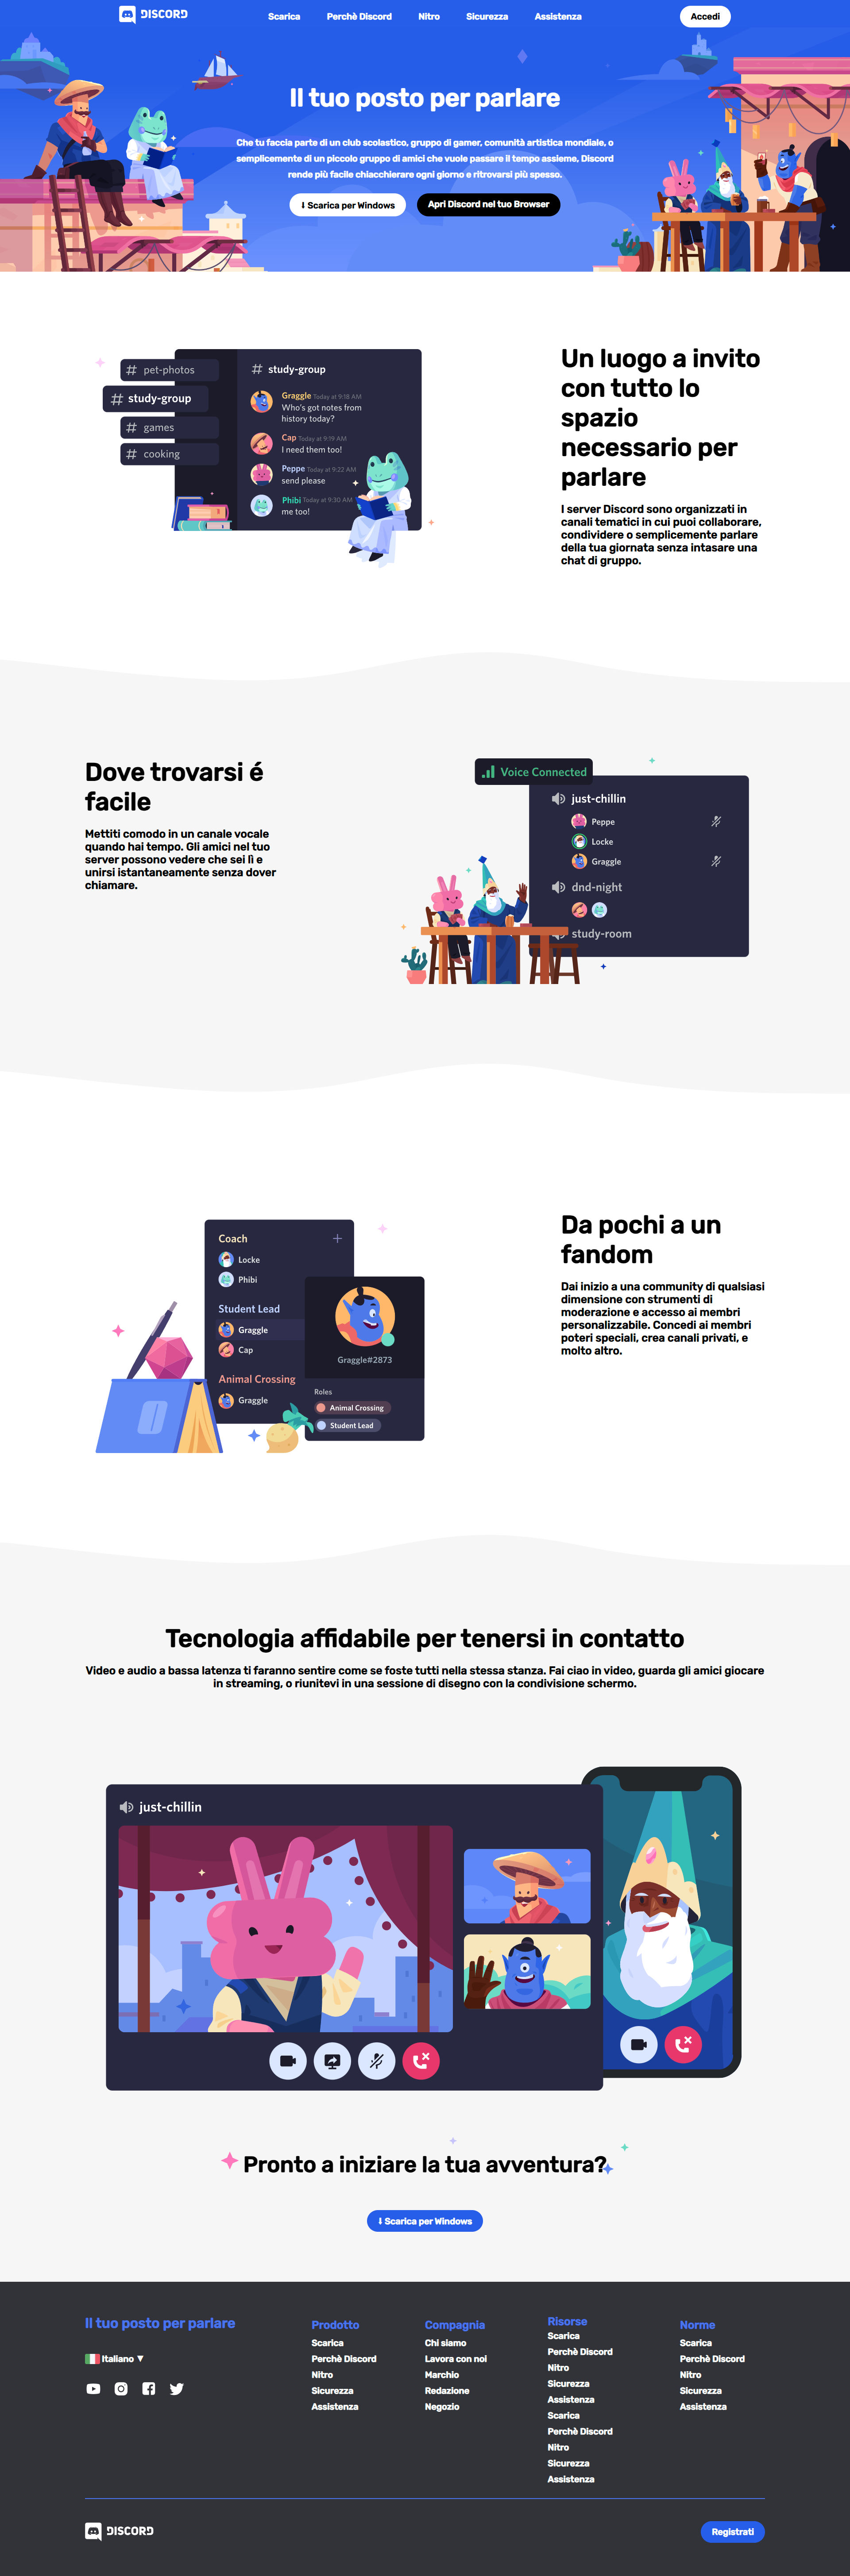 DISCORD
Scarica
Perchè Discord
Nitro
Sicurezza
Assistenza
Accedi
Il tuo posto per parlare
Che tu faccia parte di un club scolastico, gruppo di gamer, comunità artistica mondiale, o
semplicemente di un piccolo gruppo di amici che vuole passare il tempo assieme, Discord
rende più facile chiacchierare ogni giorno e ritrovarsi più spesso.
⬇ Scarica per Windows
Apri Discord nel tuo Browser
# pet-photos
# study-group
# games
# cooking
# study-group
Graggle Today at 9:18 AM
Who's got notes from
history today?
Cap Today at 9:19 AM
I need them too!
Peppe Today at 9:22 AM
send please
Phibi Today at 9:30 AM
me too!
Un luogo a invito
con tutto lo
spazio
necessario per
parlare
I server Discord sono organizzati in
canali tematici in cui puoi collaborare,
condividere o semplicemente parlare
della tua giornata senza intasare una
chat di gruppo.
Dove trovarsi é
facile
Mettiti comodo in un canale vocale
quando hai tempo. Gli amici nel tuo
server possono vedere che sei lì e
unirsi istantaneamente senza dover
chiamare.
Voice Connected
just-chillin
Peppe
Locke
Graggle
dnd-night
study-room
Coach
Locke
Phibi
Student Lead
Graggle
Cap
Animal Crossing
Graggle
Graggle#2873
Roles
Animal Crossing
Student Lead
Da pochi a un
fandom
Dai inizio a una community di qualsiasi
dimensione con strumenti di
moderazione e accesso ai membri
personalizzabile. Concedi ai membri
poteri speciali, crea canali privati, e
molto altro.
Tecnologia affidabile per tenersi in contatto
Video e audio a bassa latenza ti faranno sentire come se foste tutti nella stessa stanza. Fai ciao in video, guarda gli amici giocare
in streaming, o riunitevi in una sessione di disegno con la condivisione schermo.
just-chillin
Pronto a iniziare la tua avventura?
⬇ Scarica per Windows
Il tuo posto per parlare
Italiano ▼
Prodotto
Scarica
Perchè Discord
Nitro
Sicurezza
Assistenza
Compagnia
Chi siamo
Lavora con noi
Marchio
Redazione
Negozio
Risorse
Scarica
Perchè Discord
Nitro
Sicurezza
Assistenza
Scarica
Perchè Discord
Nitro
Sicurezza
Assistenza
Norme
Scarica
Perchè Discord
Nitro
Sicurezza
Assistenza
DISCORD
Registrati